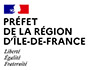 PRÉFET
DE LA RÉGION
D'ÎLE-DE-FRANCE
Liberté
Égalité
Fraternité